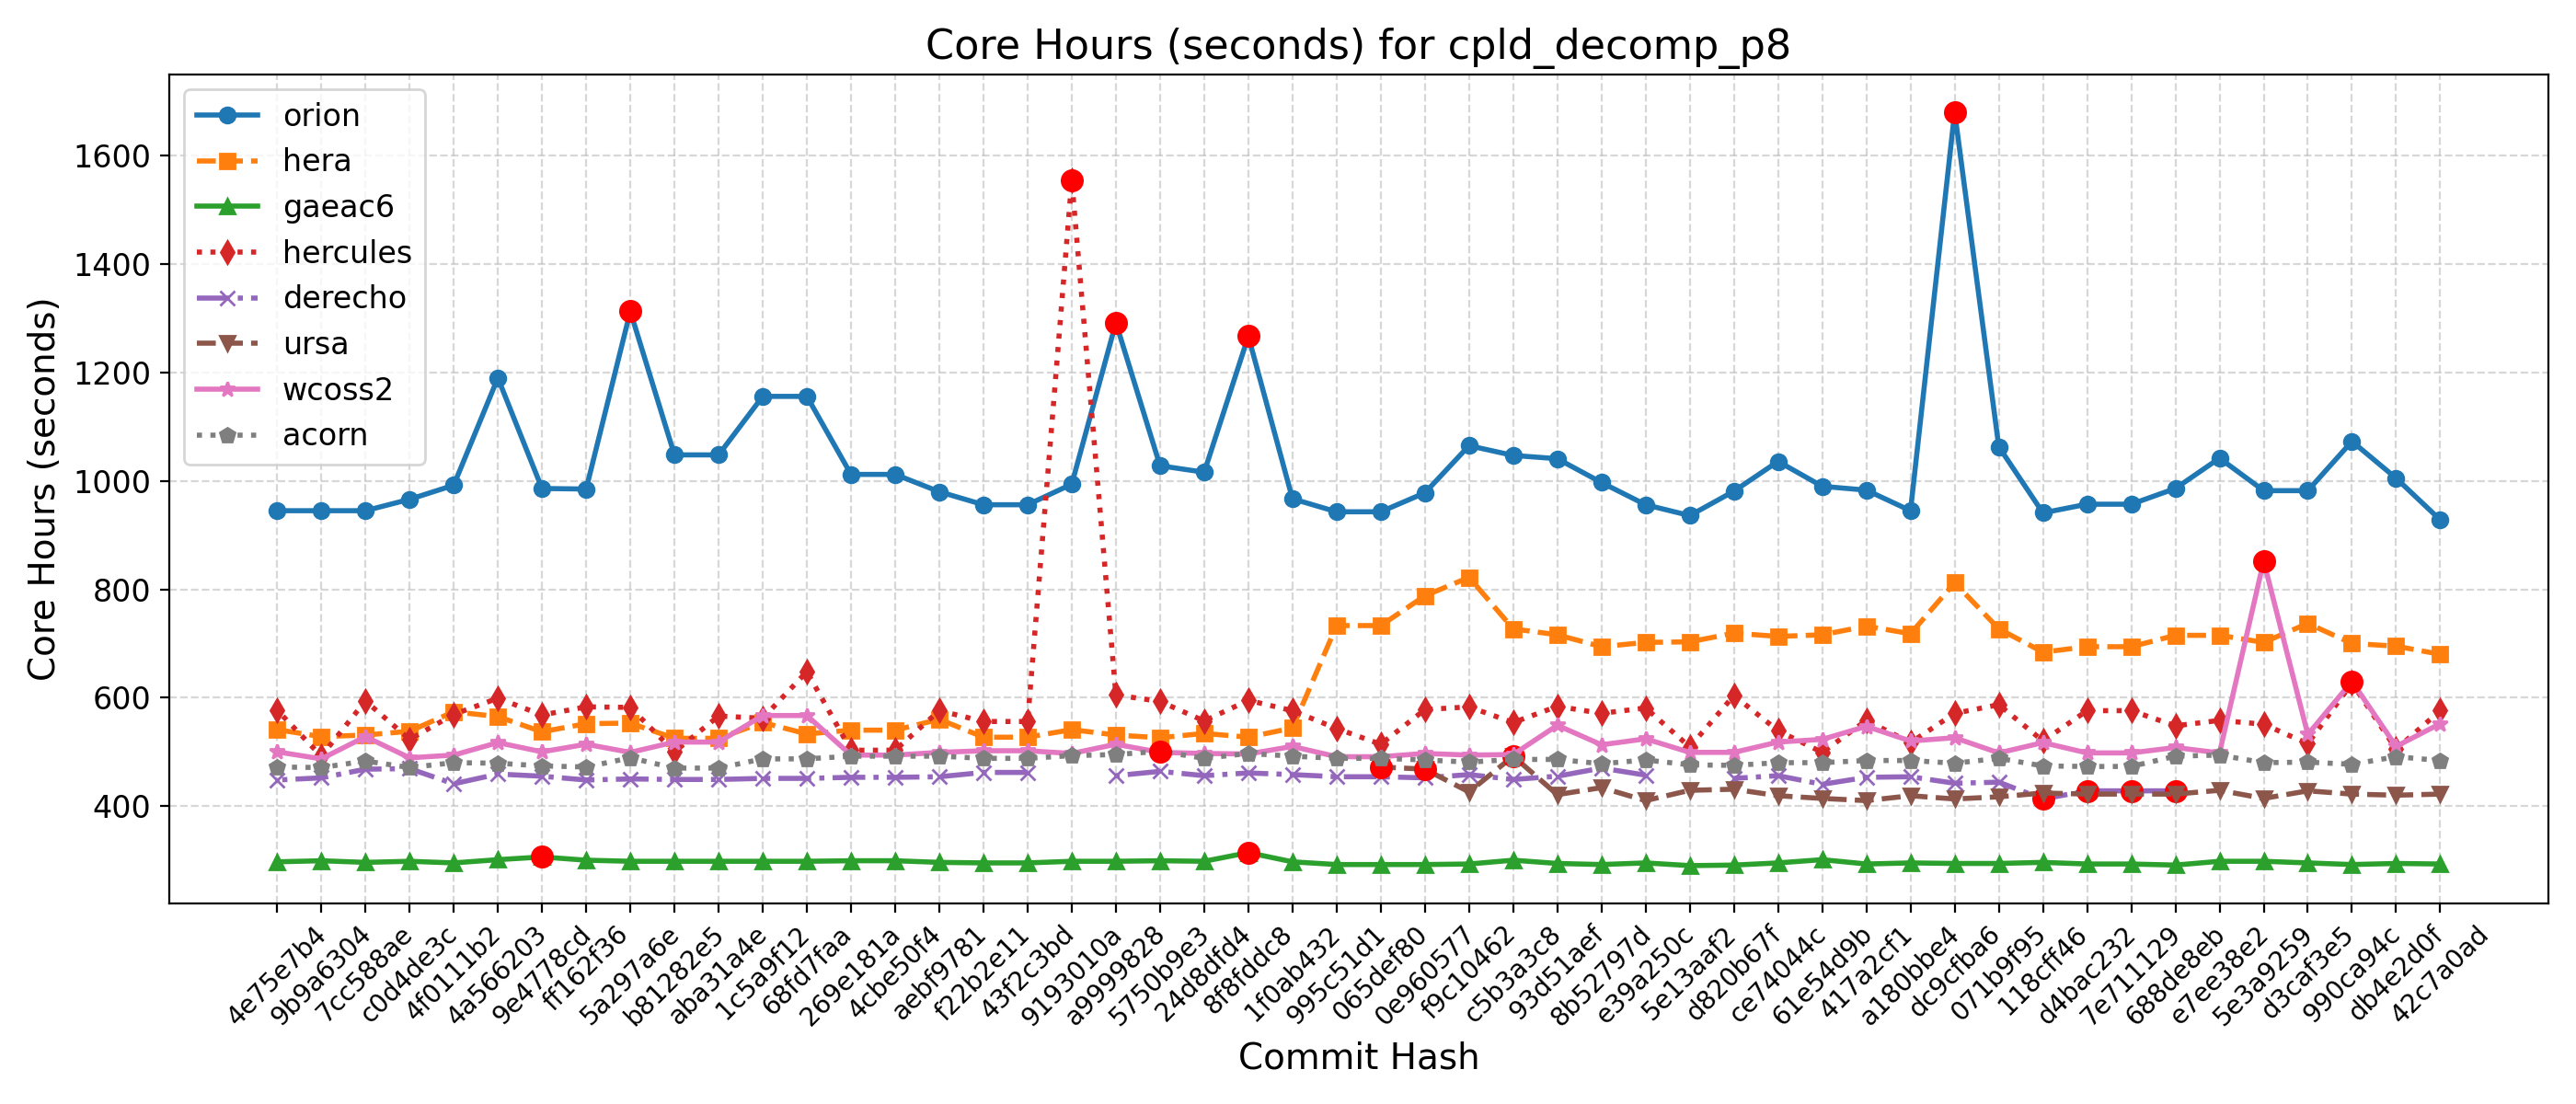 Core Hours (seconds) for cpld_decomp_p8
Core Hours (seconds)
1600
1400
1200
1000
800
600
400
orion
hera
gaeac6
hercules
derecho
ursa
wcoss2
acorn
4e75e7b4
9b9a6304
7cc588ae
c0d4de3c
4f0111b2
4a566203
9e4778cd
ff162f36
5a297a6e
b81282e5
aba31a4e
1c5a9f12
68fd7faa
269e181a
4cbe50f4
aebf9781
f22b2e11
43f2c3bd
9193010a
a9999828
5750b9e3
24d8dfd4
8f8fddc8
1f0ab432
995c51d1
065def80
0e960577
f9c10462
c5b3a3c8
93d51aef
8b52797d
e39a250c
5e13aaf2
d820b67f
ce74044c
61e54d9b
417a2cf1
a180bbe4
dc9cfba6
071b9f95
118cff46
d4bac232
7e711129
688de8eb
e7ee38e2
5e3a9259
d3caf3e5
990ca94c
db4e2d0f
42c7a0ad
Commit Hash